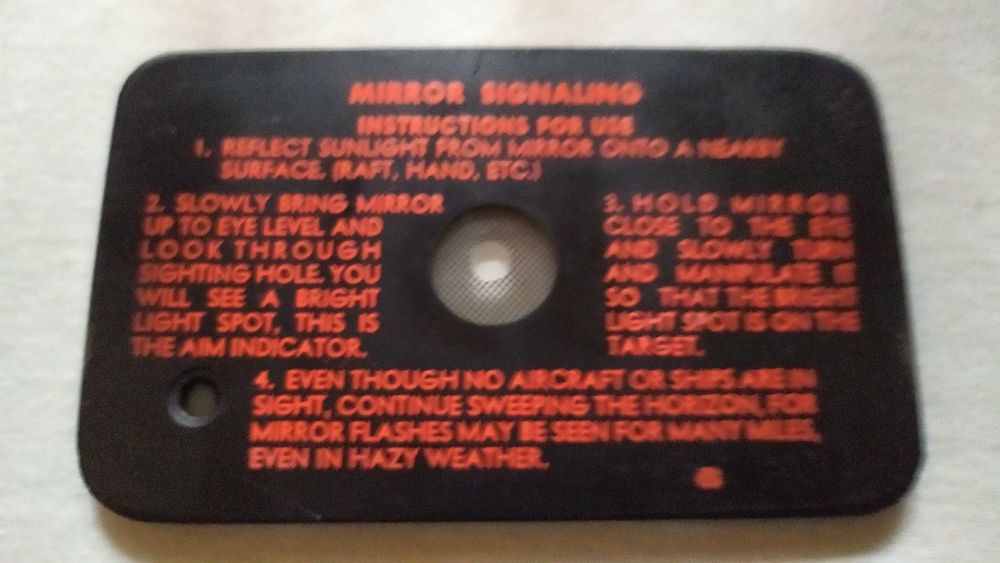 MIRROR SIGNALING
INSTRUCTIONS FOR USE
1. REFLECT SUNLIGHT FROM MIRROR ONTO A NEARBY
SURFACE. (RAFT, HAND, ETC.)
2. SLOWLY BRING MIRROR
UP TO EYE LEVEL AND
LOOK THROUGH
SIGHTING HOLE. YOU
WILL SEE A BRIGHT
LIGHT SPOT, THIS IS
THE AIM INDICATOR.
3. HOLD MIRROR
CLOSE TO THE EYE
AND SLOWLY TURN
AND MANIPULATE IT
SO THAT THE BRIGHT
LIGHT SPOT IS ON THE
TARGET.
4. EVEN THOUGH NO AIRCRAFT OR SHIPS ARE IN
SIGHT, CONTINUE SWEEPING THE HORIZON, FOR
MIRROR FLASHES MAY BE SEEN FOR MANY MILES,
EVEN IN HAZY WEATHER.